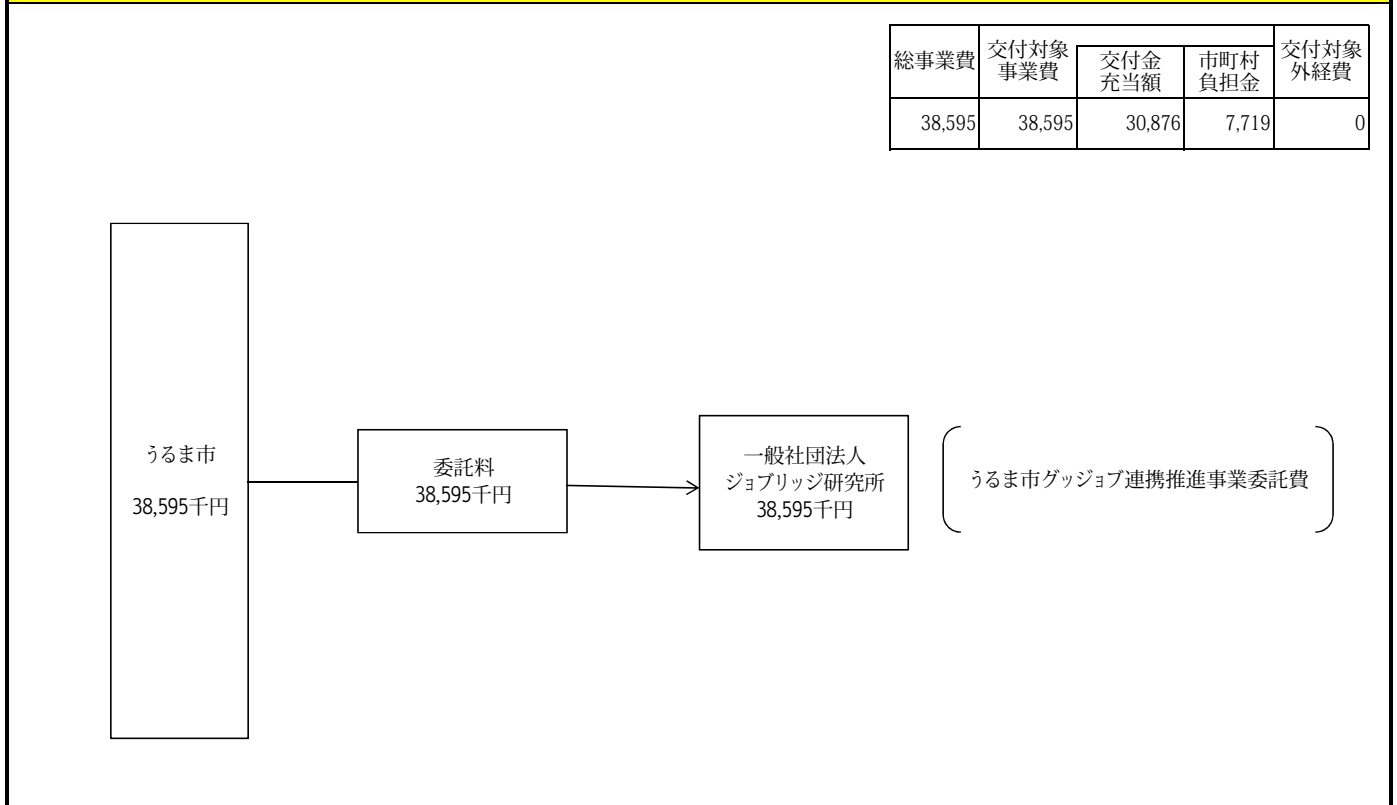 総事業費
交付対象
事業費
交付金
充当額
市町村
負担金
交付対象
外経費
38,595
38,595
30,876
7,719
0
うるま市
38,595千円
委託料
38,595千円
一般社団法人
ジョブリッジ研究所
38,595千円
うるま市グッジョブ連携推進事業委託費